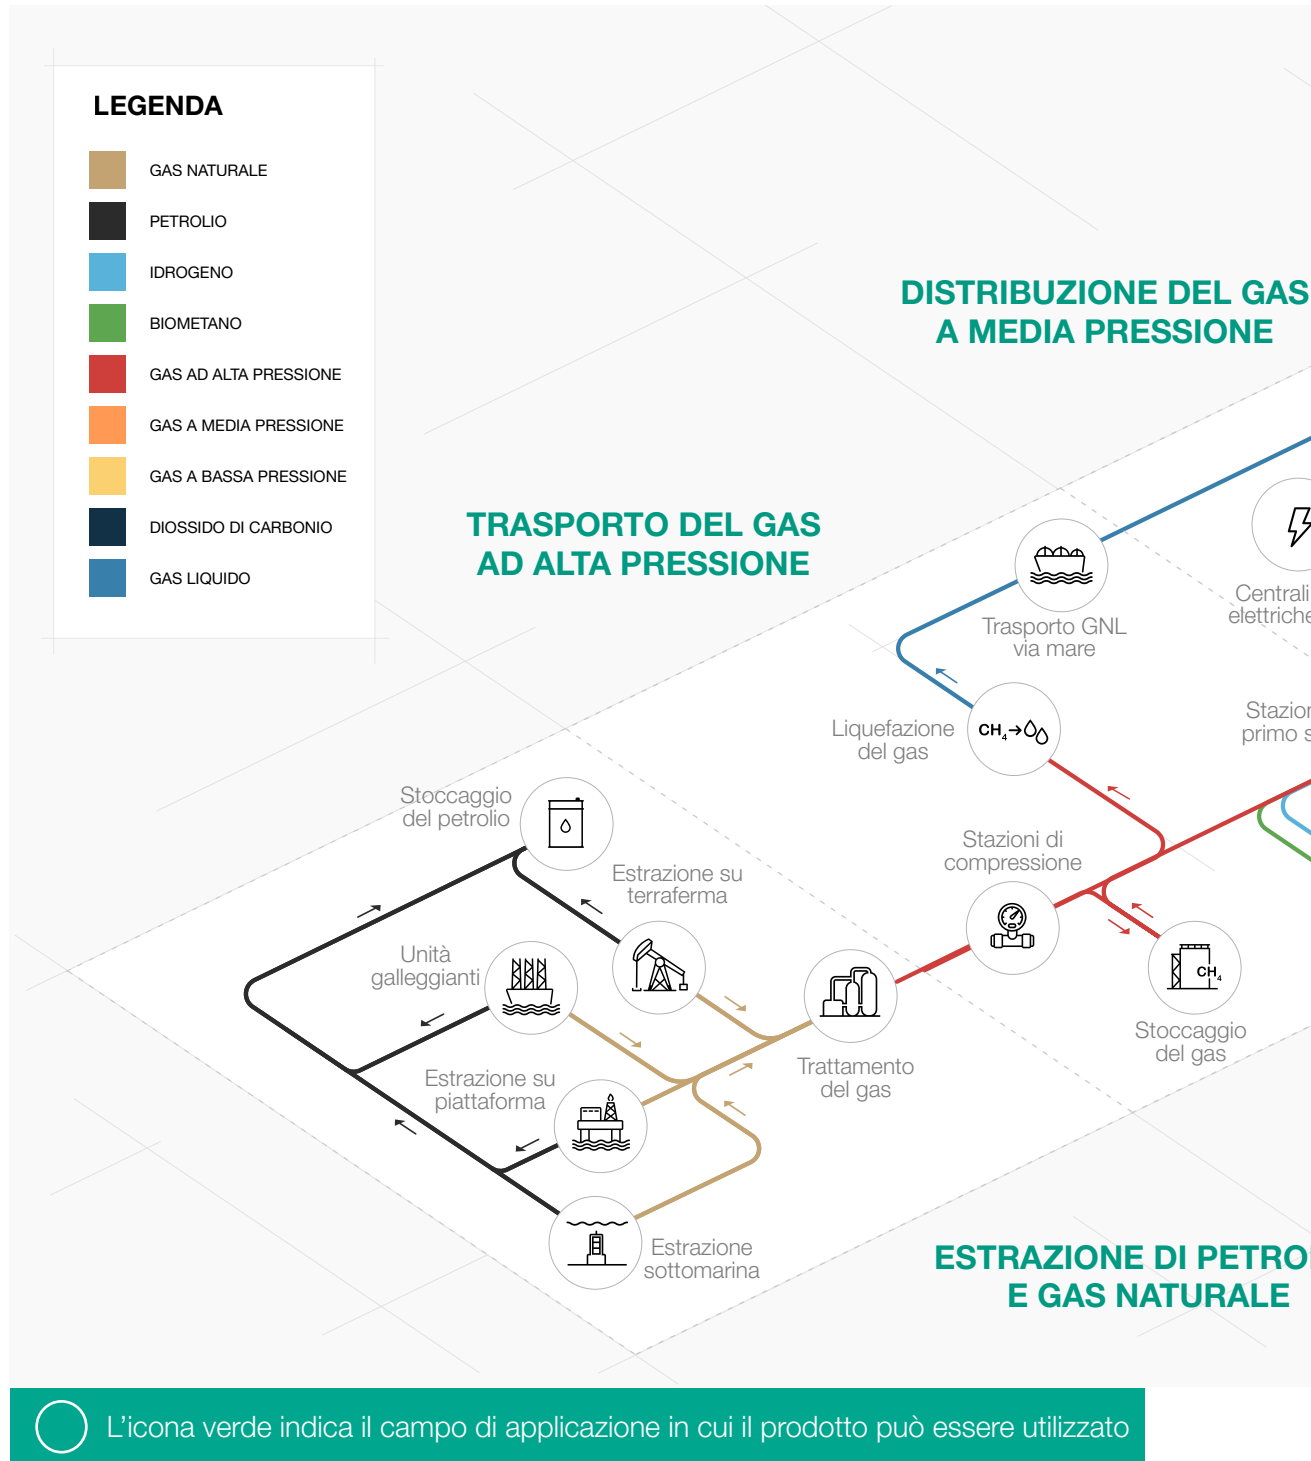 LEGENDA
GAS NATURALE
PETROLIO
IDROGENO
BIOMETANO
GAS AD ALTA PRESSIONE
GAS A MEDIA PRESSIONE
GAS A BASSA PRESSIONE
DIOSSIDO DI CARBONIO
GAS LIQUIDO
DISTRIBUZIONE DEL GAS
A MEDIA PRESSIONE
TRASPORTO DEL GAS
AD ALTA PRESSIONE
Trasporto GNL
via mare
Centrali
elettriche
Liquefazione
del gas
CH₄→
primo
Stoccaggio
del petrolio
Stazioni di
compressione
Estrazione su
terraferma
Unità
galleggianti
CH₄
Stoccaggio
del gas
Trattamento
del gas
Estrazione su
piattaforma
Estrazione
sottomarina
ESTRAZIONE DI
E GAS NATURALE
L'icona verde indica il campo di applicazione in cui il prodotto può essere utilizzato